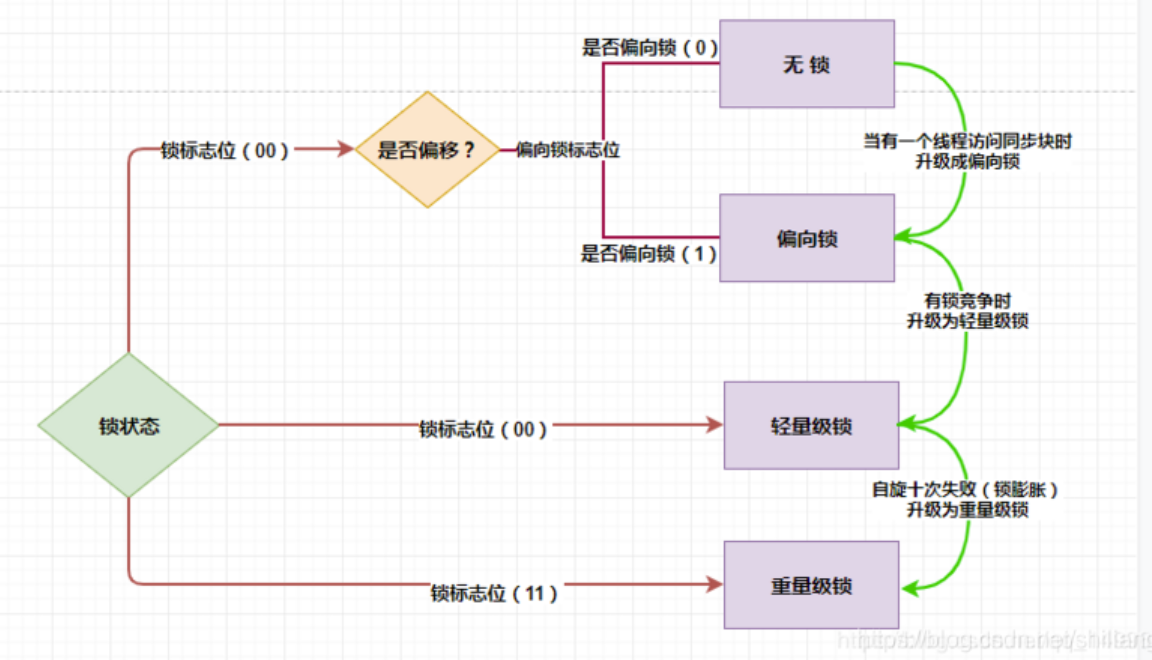 是否偏向锁（0）
无 锁
锁标志位（00）
是否偏移？
偏向锁标志位
当有一个线程访问同步块时
升级成偏向锁
是否偏向锁（1）
偏向锁
有锁竞争时
升级为轻量级锁
锁状态
锁标志位（00）
轻量级锁
自旋十次失败（锁膨胀）
升级为重量级锁
锁标志位（11）
重量级锁
https://blog.csdn.net/shillang